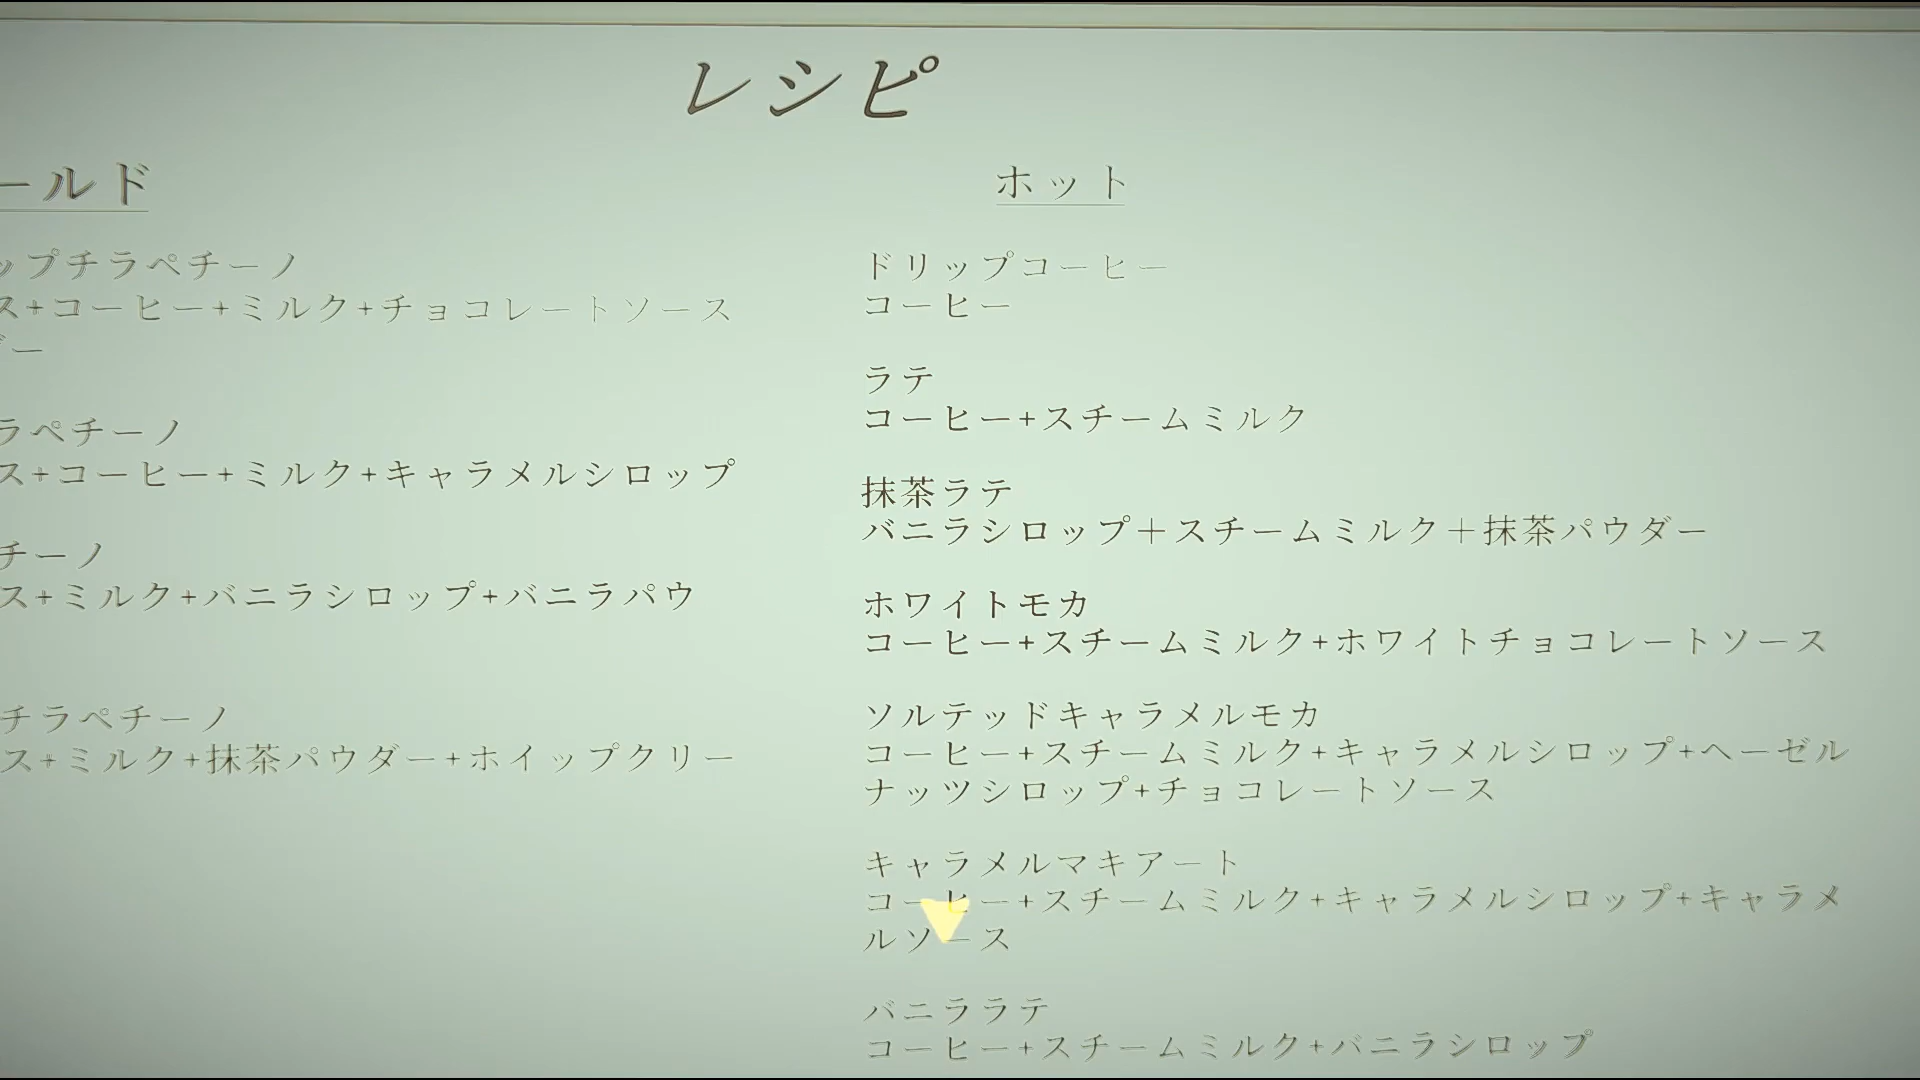 レシピ
ールド
ップチラペチーノ
ス+コーヒー+ミルク+チョコレートソース
ダー
ラペチーノ
ス+コーヒー+ミルク+キャラメルシロップ
チーノ
ス+ミルク+バニラシロップ+バニラパウ
チラペチーノ
ス+ミルク+抹茶パウダー+ホイップクリー
ホット
ドリップコーヒー
コーヒー
ラテ
コーヒー+スチームミルク
抹茶ラテ
バニラシロップ＋スチームミルク＋抹茶パウダー
ホワイトモカ
コーヒー+スチームミルク+ホワイトチョコレートソース
ソルテッドキャラメルモカ
コーヒー+スチームミルク+キャラメルシロップ+ヘーゼル
ナッツシロップ+チョコレートソース
キャラメルマキアート
コーヒー+スチームミルク+キャラメルシロップ+キャラメ
ルソース
バニララテ
コーヒー+スチームミルク+バニラシロップ